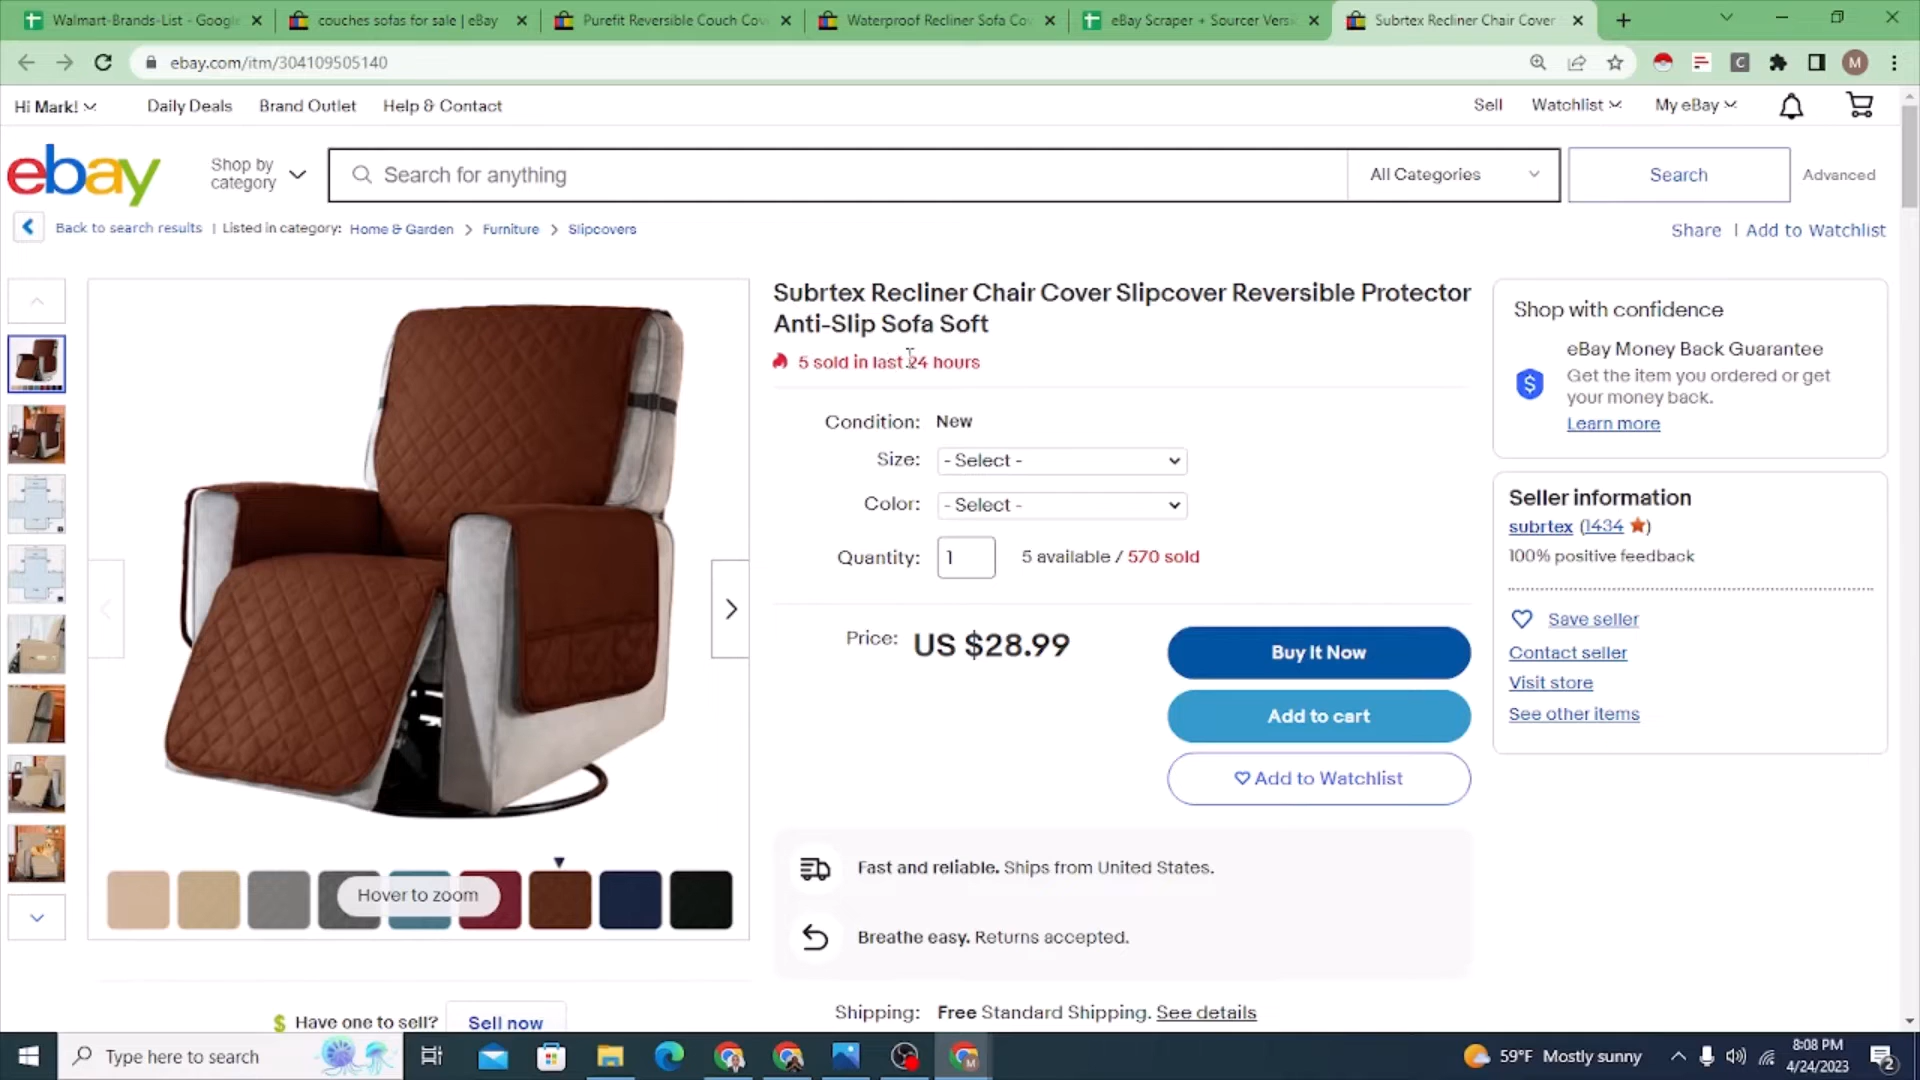 Walmart-Brands-List - Google
couches sofas for sale | eBay
Purefit Reversible Couch Cov
Waterproof Recliner Sofa Cov
eBay Scraper + Sourcer Versi
Subrtex Recliner Chair Cover
ebay.com/itm/304109505140
C
M
Hi Mark!
Daily Deals
Brand Outlet
Help & Contact
Sell
Watchlist
My eBay
ebay
Shop by category
Search for anything
All Categories
Search
Advanced
Back to search results | Listed in category: Home & Garden > Furniture > Slipcovers
Share | Add to Watchlist
Subrtex Recliner Chair Cover Slipcover Reversible Protector
Anti-Slip Sofa Soft
5 sold in last 24 hours
Condition: New
Size: - Select -
Color: - Select -
Quantity: 1 5 available / 570 sold
Price: US $28.99
Buy It Now
Add to cart
Add to Watchlist
Fast and reliable. Ships from United States.
Breathe easy. Returns accepted.
Shipping: Free Standard Shipping. See details
Shop with confidence
eBay Money Back Guarantee
Get the item you ordered or get
your money back.
Learn more
Seller information
subrtex (1434)
100% positive feedback
Save seller
Contact seller
Visit store
See other items
Hover to zoom
Have one to sell? Sell now
Type here to search
M
59°F Mostly sunny
8:08 PM
4/24/2023
2